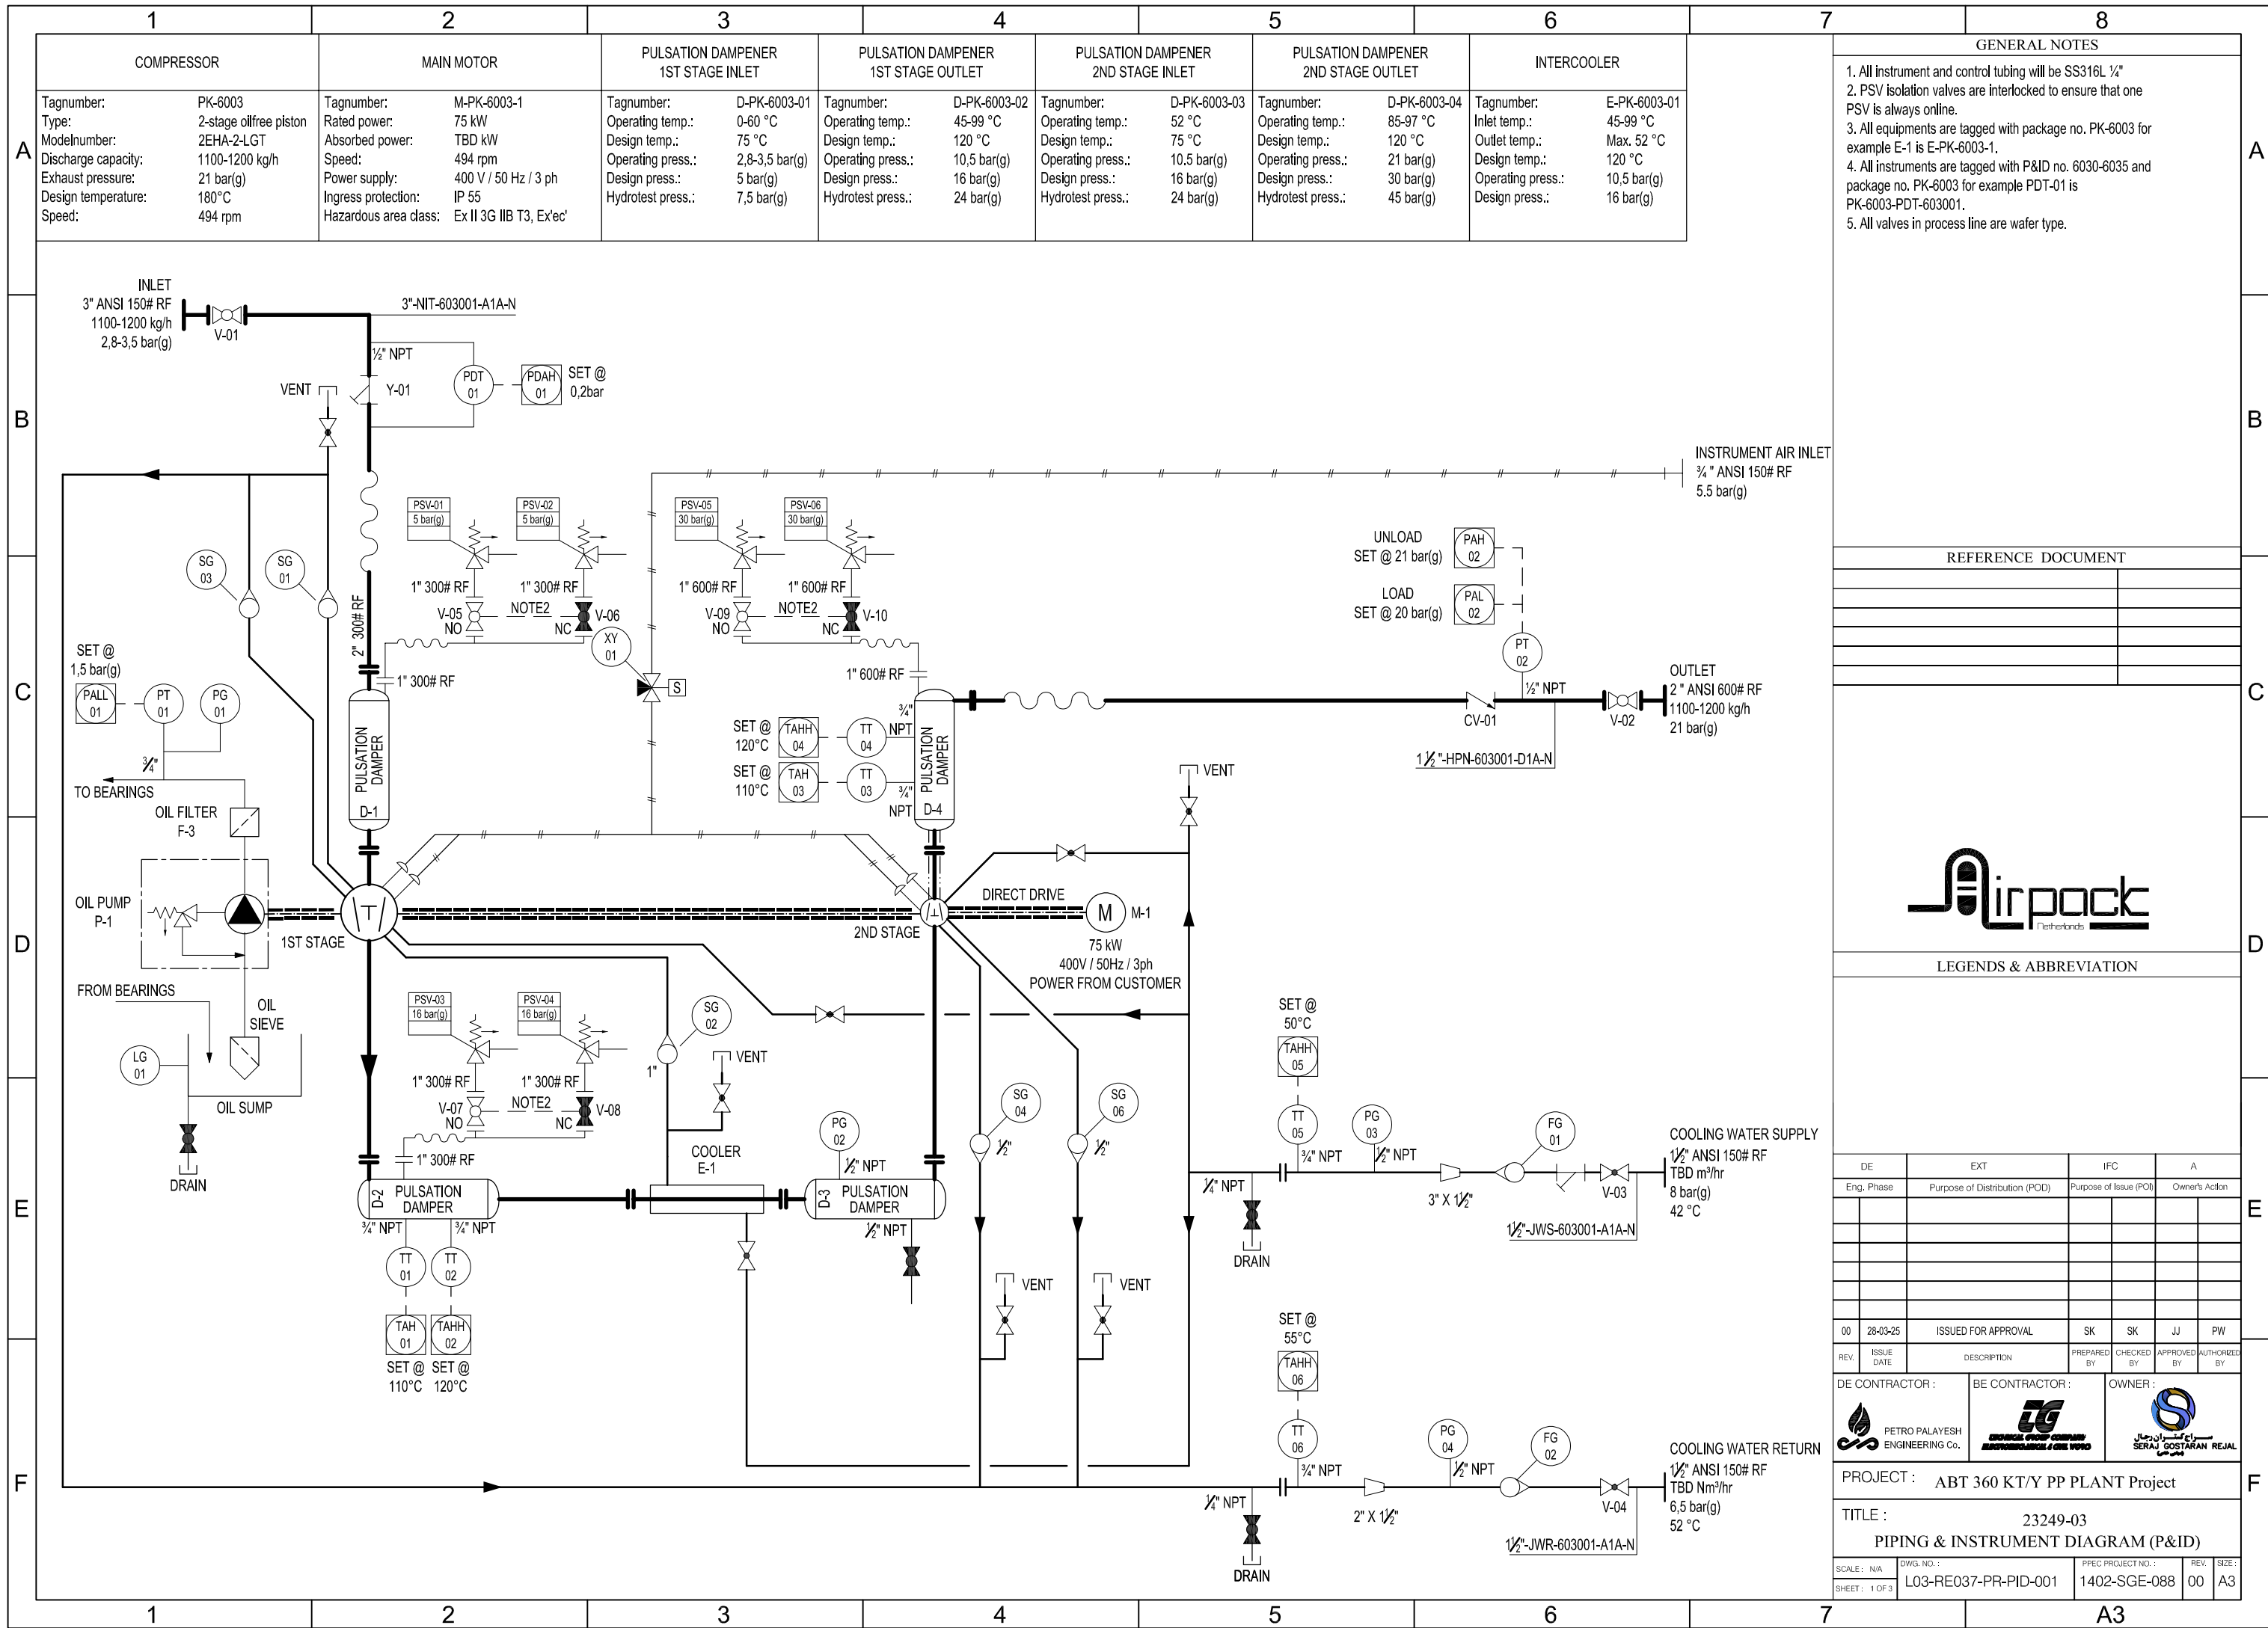 1 2 3 4 5 6 7 8
A
B
C
D
E
F
COMPRESSOR
Tagnumber: PK-6003
Type: 2-stage oilfree piston
Modelnumber: 2EHA-2-LGT
Discharge capacity: 1100-1200 kg/h
Exhaust pressure: 21 bar(g)
Design temperature: 180°C
Speed: 494 rpm
MAIN MOTOR
Tagnumber: M-PK-6003-1
Rated power: 75 kW
Absorbed power: TBD kW
Speed: 494 rpm
Power supply: 400 V / 50 Hz / 3 ph
Ingress protection: IP 55
Hazardous area class: Ex II 3G IIB T3, Ex'ec'
PULSATION DAMPENER
1ST STAGE INLET
Tagnumber: D-PK-6003-01
Operating temp.: 0-60 °C
Design temp.: 75 °C
Operating press.: 2,8-3,5 bar(g)
Design press.: 5 bar(g)
Hydrotest press.: 7,5 bar(g)
PULSATION DAMPENER
1ST STAGE OUTLET
Tagnumber: D-PK-6003-02
Operating temp.: 45-99 °C
Design temp.: 120 °C
Operating press.: 10,5 bar(g)
Design press.: 16 bar(g)
Hydrotest press.: 24 bar(g)
PULSATION DAMPENER
2ND STAGE INLET
Tagnumber: D-PK-6003-03
Operating temp.: 52 °C
Design temp.: 75 °C
Operating press.: 10.5 bar(g)
Design press.: 16 bar(g)
Hydrotest press.: 24 bar(g)
PULSATION DAMPENER
2ND STAGE OUTLET
Tagnumber: D-PK-6003-04
Operating temp.: 85-97 °C
Design temp.: 120 °C
Operating press.: 21 bar(g)
Design press.: 30 bar(g)
Hydrotest press.: 45 bar(g)
INTERCOOLER
Tagnumber: E-PK-6003-01
Inlet temp.: 45-99 °C
Outlet temp.: Max. 52 °C
Design temp.: 120 °C
Operating press.: 10,5 bar(g)
Design press.: 16 bar(g)
GENERAL NOTES
1. All instrument and control tubing will be SS316L ¼"
2. PSV isolation valves are interlocked to ensure that one
PSV is always online.
3. All equipments are tagged with package no. PK-6003 for
example E-1 is E-PK-6003-1.
4. All instruments are tagged with P&ID no. 6030-6035 and
package no. PK-6003 for example PDT-01 is
PK-6003-PDT-603001.
5. All valves in process line are wafer type.
INLET
3" ANSI 150# RF
1100-1200 kg/h
2,8-3,5 bar(g)
V-01
3"-NIT-603001-A1A-N
½" NPT
Y-01
PDT
01
PDAH
01
SET @
0,2bar
VENT
INSTRUMENT AIR INLET
¾ " ANSI 150# RF
5.5 bar(g)
SG
03
SG
01
2" 300# RF
PSV-01
5 bar(g)
PSV-02
5 bar(g)
1" 300# RF
1" 300# RF
V-05
NO
NOTE2
V-06
NC
1" 300# RF
PSV-05
30 bar(g)
PSV-06
30 bar(g)
1" 600# RF
1" 600# RF
V-09
NO
NOTE2
V-10
NC
1" 600# RF
XY
01
S
UNLOAD
SET @ 21 bar(g)
PAH
02
LOAD
SET @ 20 bar(g)
PAL
02
PT
02
½" NPT
CV-01
V-02
OUTLET
2 " ANSI 600# RF
1100-1200 kg/h
21 bar(g)
1½"-HPN-603001-D1A-N
SET @
1,5 bar(g)
PALL
01
PT
01
PG
01
¾"
TO BEARINGS
OIL FILTER
F-3
OIL PUMP
P-1
PULSATION
DAMPER
D-1
SET @
120°C
TAHH
04
TT
04
¾"
NPT
SET @
110°C
TAH
03
TT
03
¾"
NPT
PULSATION
DAMPER
D-4
VENT
1ST STAGE
2ND STAGE
DIRECT DRIVE
M
M-1
75 kW
400V / 50Hz / 3ph
POWER FROM CUSTOMER
FROM BEARINGS
OIL
SIEVE
LG
01
OIL SUMP
DRAIN
PSV-03
16 bar(g)
PSV-04
16 bar(g)
1" 300# RF
1" 300# RF
V-07
NO
NOTE2
V-08
NC
1" 300# RF
SG
02
1"
VENT
COOLER
E-1
D-2
PULSATION
DAMPER
¾" NPT
¾" NPT
TT
01
TT
02
TAH
01
TAHH
02
SET @
110°C
SET @
120°C
PG
02
½" NPT
D-3
PULSATION
DAMPER
½" NPT
SG
04
½"
SG
06
½"
VENT
VENT
SET @
50°C
TAHH
05
TT
05
¾" NPT
PG
03
½" NPT
FG
01
3" X 1½"
V-03
COOLING WATER SUPPLY
1½" ANSI 150# RF
TBD m³/hr
8 bar(g)
42 °C
1½"-JWS-603001-A1A-N
¼" NPT
DRAIN
SET @
55°C
TAHH
06
TT
06
¾" NPT
PG
04
½" NPT
FG
02
2" X 1½"
V-04
COOLING WATER RETURN
1½" ANSI 150# RF
TBD Nm³/hr
6,5 bar(g)
52 °C
1½"-JWR-603001-A1A-N
¼" NPT
DRAIN
REFERENCE DOCUMENT
Airpack
Netherlands
LEGENDS & ABBREVIATION
DE EXT IFC A
Eng. Phase Purpose of Distribution (POD) Purpose of Issue (POI) Owner's Action
00 28-03-25 ISSUED FOR APPROVAL SK SK JJ PW
REV. ISSUE DATE DESCRIPTION PREPARED BY CHECKED BY APPROVED BY AUTHORIZED BY
DE CONTRACTOR :
PETRO PALAYESH
ENGINEERING Co.
BE CONTRACTOR :
TG
TECHNICAL GROUP COMPANY
ELECTROMECHANICAL & CIVIL WORKS
OWNER :
SERAJ GOSTARAN REJAL
PROJECT : ABT 360 KT/Y PP PLANT Project
TITLE : 23249-03
PIPING & INSTRUMENT DIAGRAM (P&ID)
SCALE : N/A
SHEET : 1 OF 3
DWG. NO. :
L03-RE037-PR-PID-001
PPEC PROJECT NO. :
1402-SGE-088
REV.
00
SIZE :
A3
A
B
C
D
E
F
1 2 3 4 5 6 7 A3